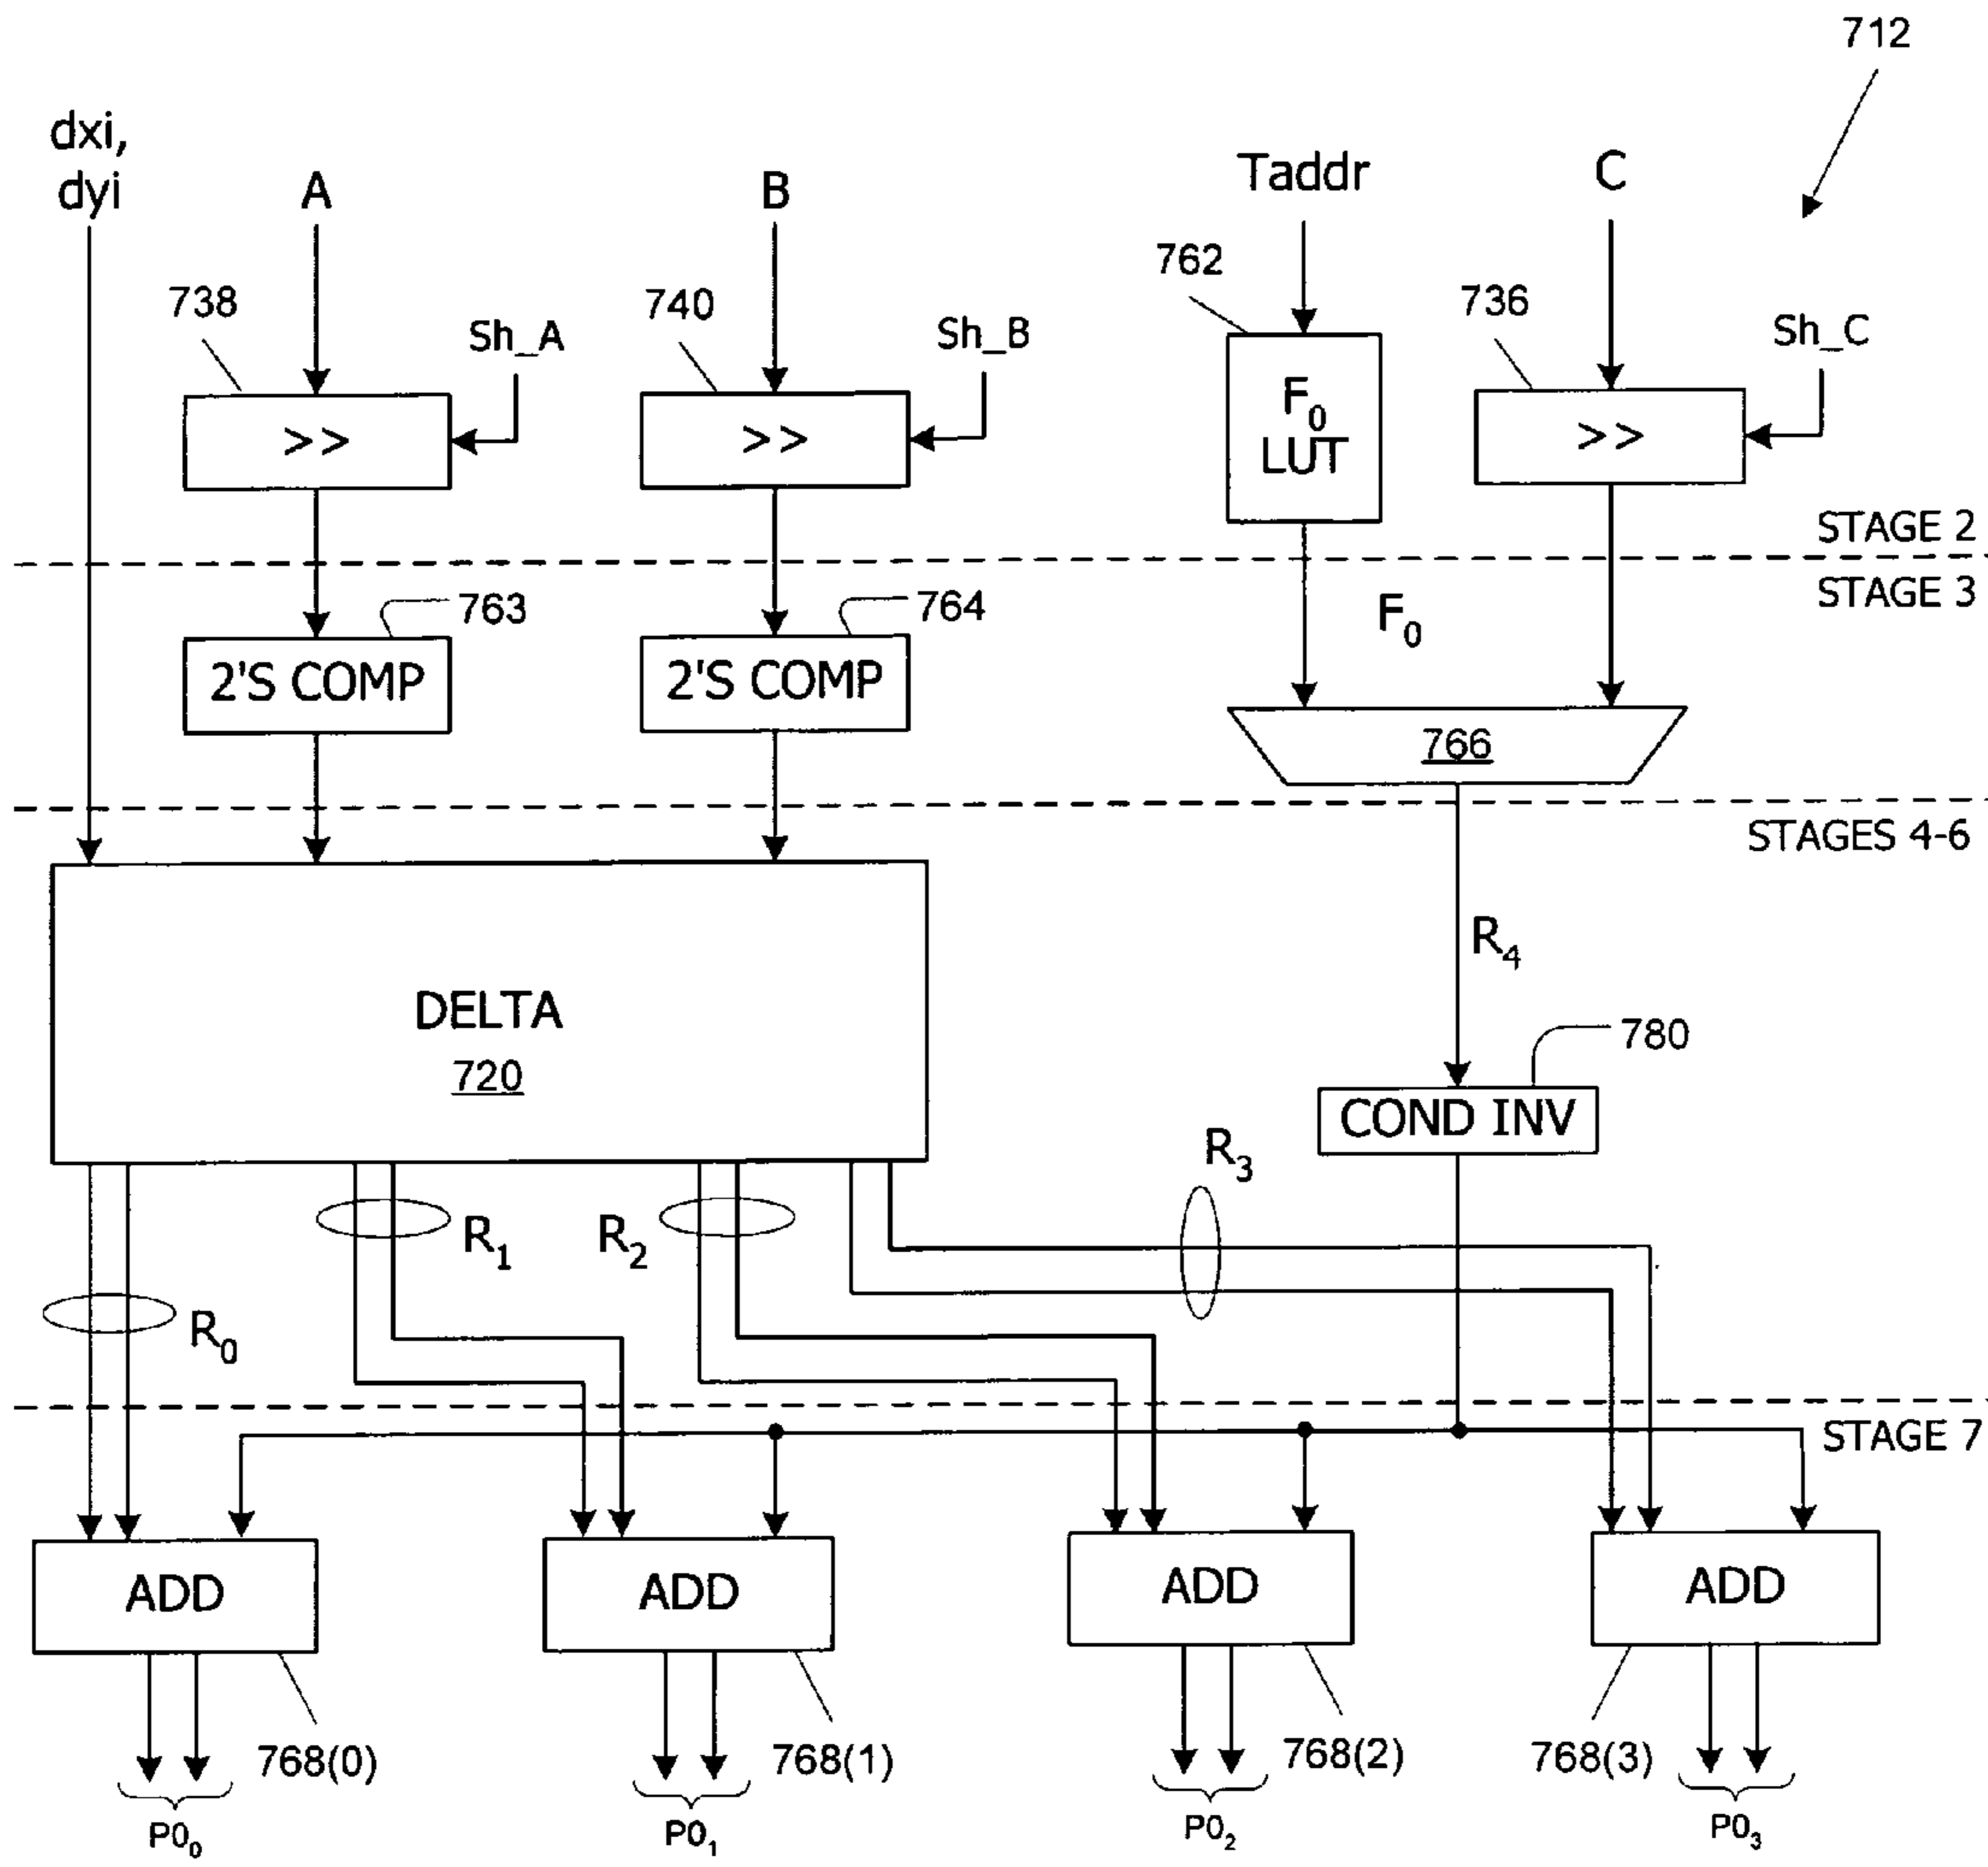 712
dxi,
dyi
A
B
Taddr
C
738
Sh_A
740
Sh_B
762
736
Sh_C
>>
>>
F0
LUT
>>
STAGE 2
STAGE 3
763
764
F0
2'S COMP
2'S COMP
766
STAGES 4-6
R4
DELTA
720
780
COND INV
R3
R1
R2
R0
STAGE 7
ADD
ADD
ADD
ADD
768(0)
768(1)
768(2)
768(3)
P00
P01
P02
P03